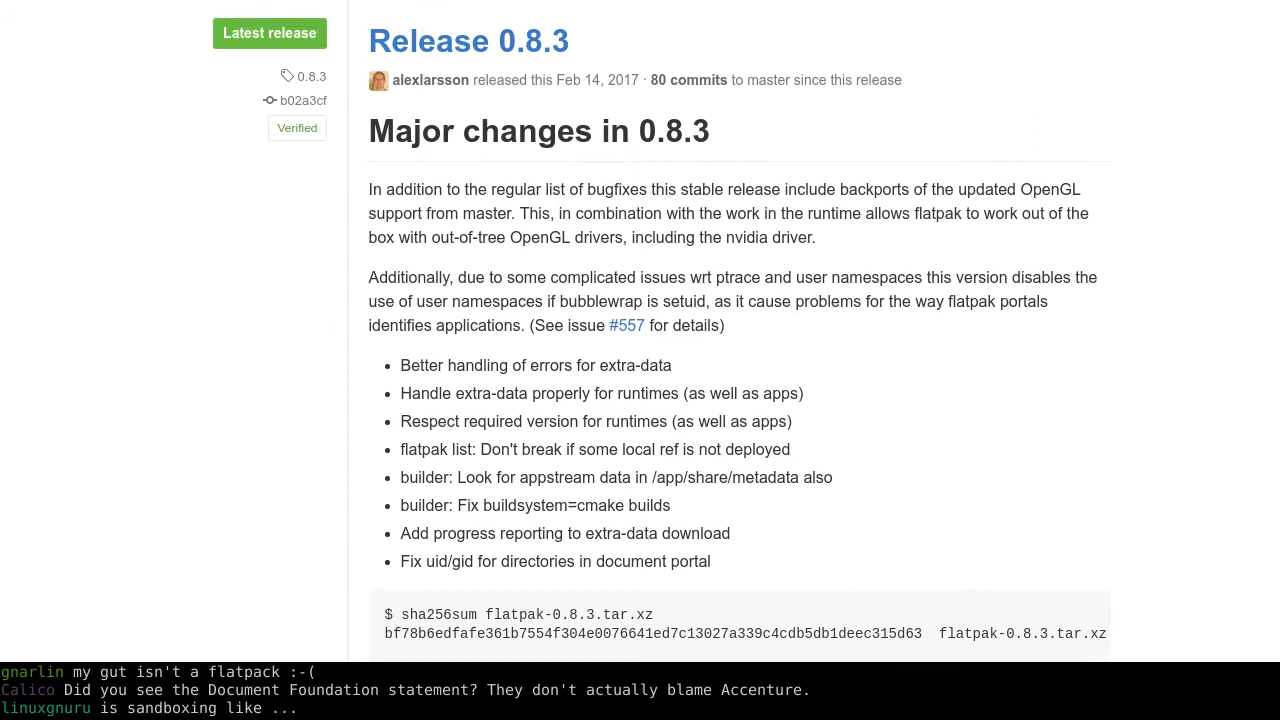 Latest release
0.8.3
b02a3cf
Verified
Release 0.8.3
alexlarsson released this Feb 14, 2017 · 80 commits to master since this release
Major changes in 0.8.3
In addition to the regular list of bugfixes this stable release include backports of the updated OpenGL
support from master. This, in combination with the work in the runtime allows flatpak to work out of the
box with out-of-tree OpenGL drivers, including the nvidia driver.
Additionally, due to some complicated issues wrt ptrace and user namespaces this version disables the
use of user namespaces if bubblewrap is setuid, as it cause problems for the way flatpak portals
identifies applications. (See issue #557 for details)
• Better handling of errors for extra-data
• Handle extra-data properly for runtimes (as well as apps)
• Respect required version for runtimes (as well as apps)
• flatpak list: Don't break if some local ref is not deployed
• builder: Look for appstream data in /app/share/metadata also
• builder: Fix buildsystem=cmake builds
• Add progress reporting to extra-data download
• Fix uid/gid for directories in document portal
$ sha256sum flatpak-0.8.3.tar.xz
bf78b6edfafe361b7554f304e0076641ed7c13027a339c4cdb5db1deec315d63  flatpak-0.8.3.tar.xz
gnarlin my gut isn't a flatpack :-(
Calico Did you see the Document Foundation statement? They don't actually blame Accenture.
linuxgnuru is sandboxing like ...